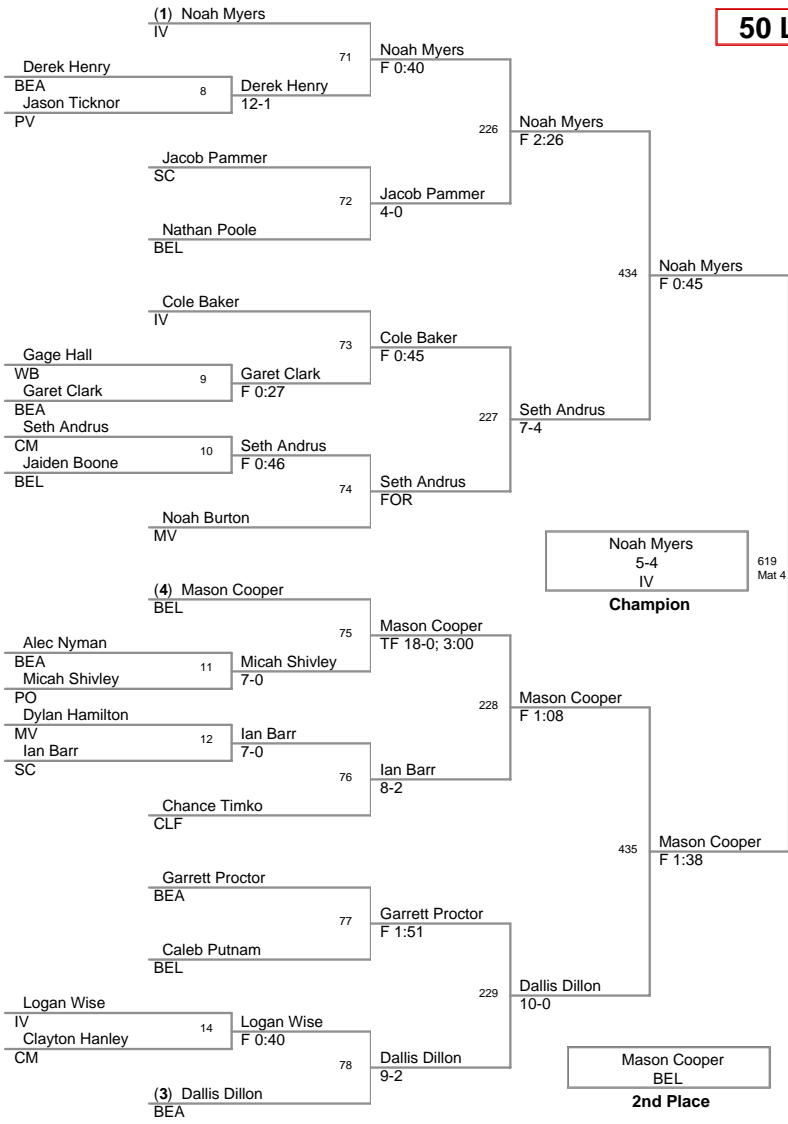 (1) Noah Myers
IV
50 L
71
Noah Myers
F 0:40
Derek Henry
BEA
8
Derek Henry
12-1
Jason Ticknor
PV
226
Noah Myers
F 2:26
Jacob Pammer
SC
72
Jacob Pammer
4-0
Nathan Poole
BEL
434
Noah Myers
F 0:45
Cole Baker
IV
73
Cole Baker
F 0:45
Gage Hall
WB
9
Garet Clark
F 0:27
Garet Clark
BEA
227
Seth Andrus
7-4
Seth Andrus
CM
10
Seth Andrus
F 0:46
Jaiden Boone
BEL
74
Seth Andrus
FOR
Noah Burton
MV
Noah Myers
5-4
IV
Champion
619
Mat 4
(4) Mason Cooper
BEL
75
Mason Cooper
TF 18-0; 3:00
Alec Nyman
BEA
11
Micah Shivley
7-0
Micah Shivley
PO
228
Mason Cooper
F 1:08
Dylan Hamilton
MV
12
Ian Barr
7-0
Ian Barr
SC
76
Ian Barr
8-2
Chance Timko
CLF
435
Mason Cooper
F 1:38
Garrett Proctor
BEA
77
Garrett Proctor
F 1:51
Caleb Putnam
BEL
229
Dallis Dillon
10-0
Logan Wise
IV
14
Logan Wise
F 0:40
Clayton Hanley
CM
78
Dallis Dillon
9-2
(3) Dallis Dillon
BEA
Mason Cooper
BEL
2nd Place